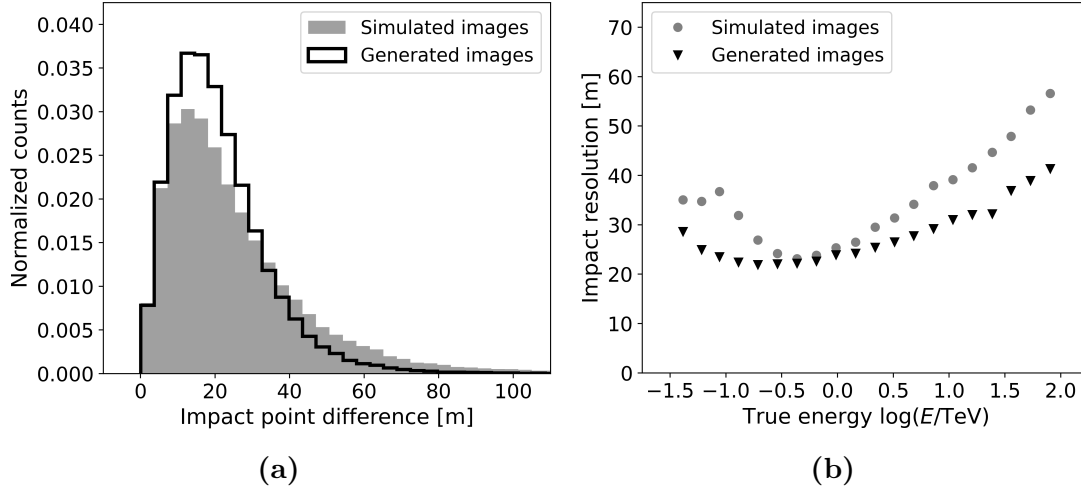 0.040
0.035
0.030
0.025
0.020
0.015
0.010
0.005
0.000
Normalized counts
Simulated images
Generated images
0 20 40 60 80 100
Impact point difference [m]
(a)
70
60
50
40
30
20
10
0
Impact resolution [m]
Simulated images
Generated images
−1.5 −1.0 −0.5 0.0 0.5 1.0 1.5 2.0
True energy log(E/TeV)
(b)